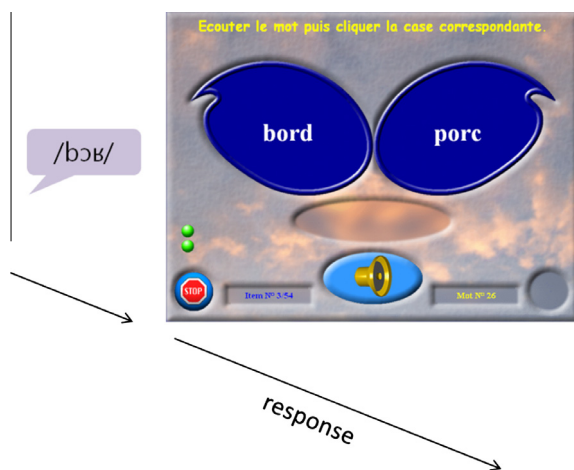 Ecouter le mot puis cliquer la case correspondante.
bord
porc
/bɔʁ/
STOP
Item N° 3/54
Mot N° 26
response